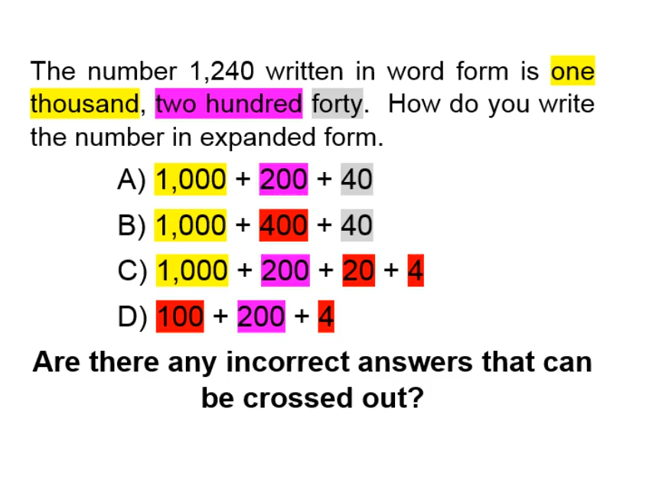 The number 1,240 written in word form is one
thousand, two hundred forty. How do you write
the number in expanded form.
A) 1,000 + 200 + 40
B) 1,000 + 400 + 40
C) 1,000 + 200 + 20 + 4
D) 100 + 200 + 4
Are there any incorrect answers that can
be crossed out?